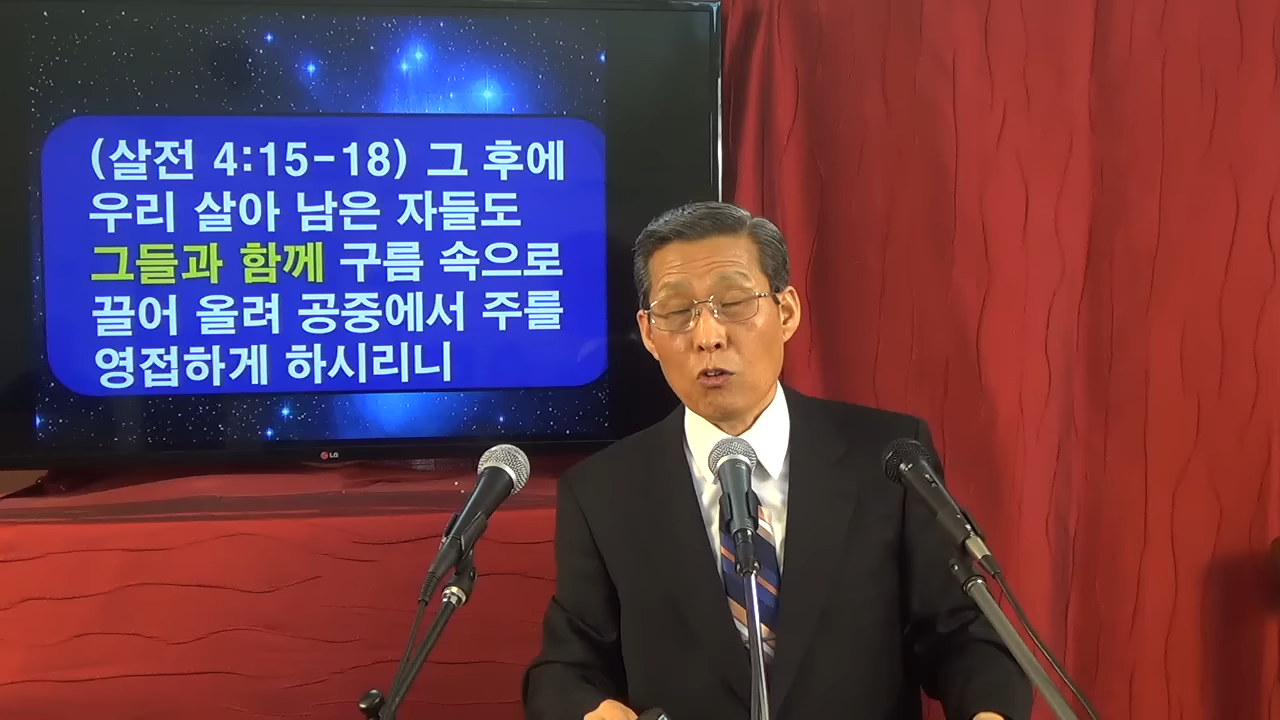 (살전 4:15-18) 그 후에
우리 살아 남은 자들도
그들과 함께 구름 속으로
끌어 올려 공중에서 주를
영접하게 하시리니
LG